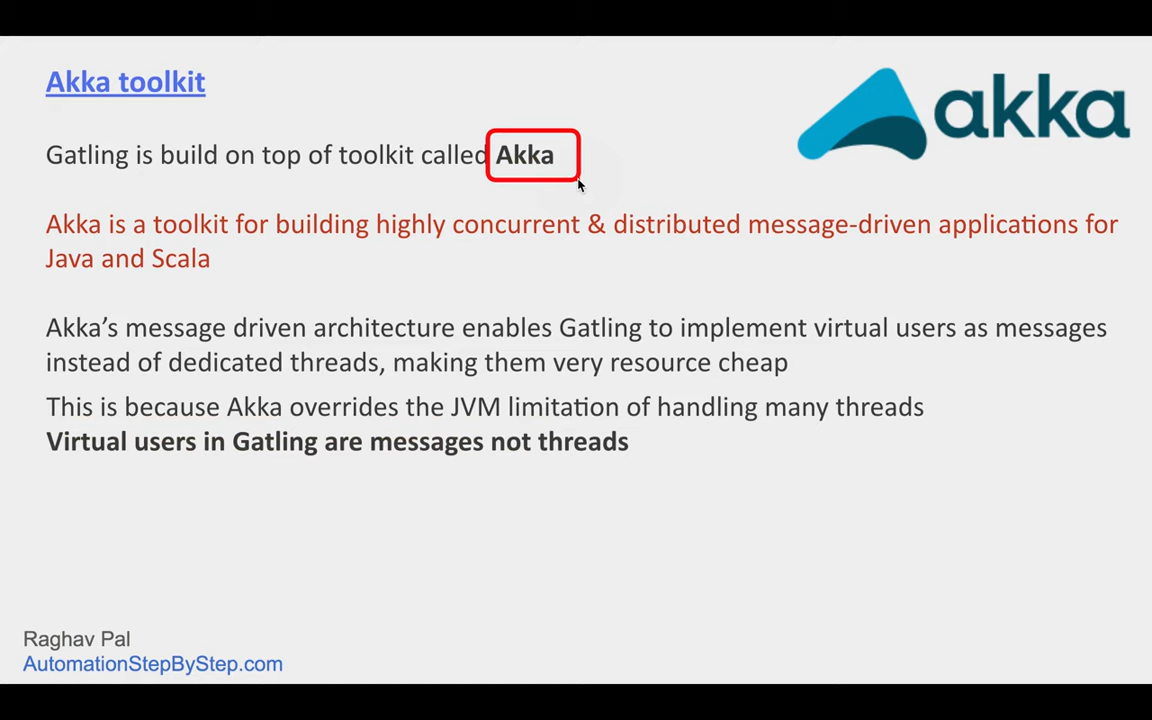 Akka toolkit
akka
Gatling is build on top of toolkit called Akka
Akka is a toolkit for building highly concurrent & distributed message-driven applications for
Java and Scala
Akka’s message driven architecture enables Gatling to implement virtual users as messages
instead of dedicated threads, making them very resource cheap
This is because Akka overrides the JVM limitation of handling many threads
Virtual users in Gatling are messages not threads
Raghav Pal
AutomationStepByStep.com